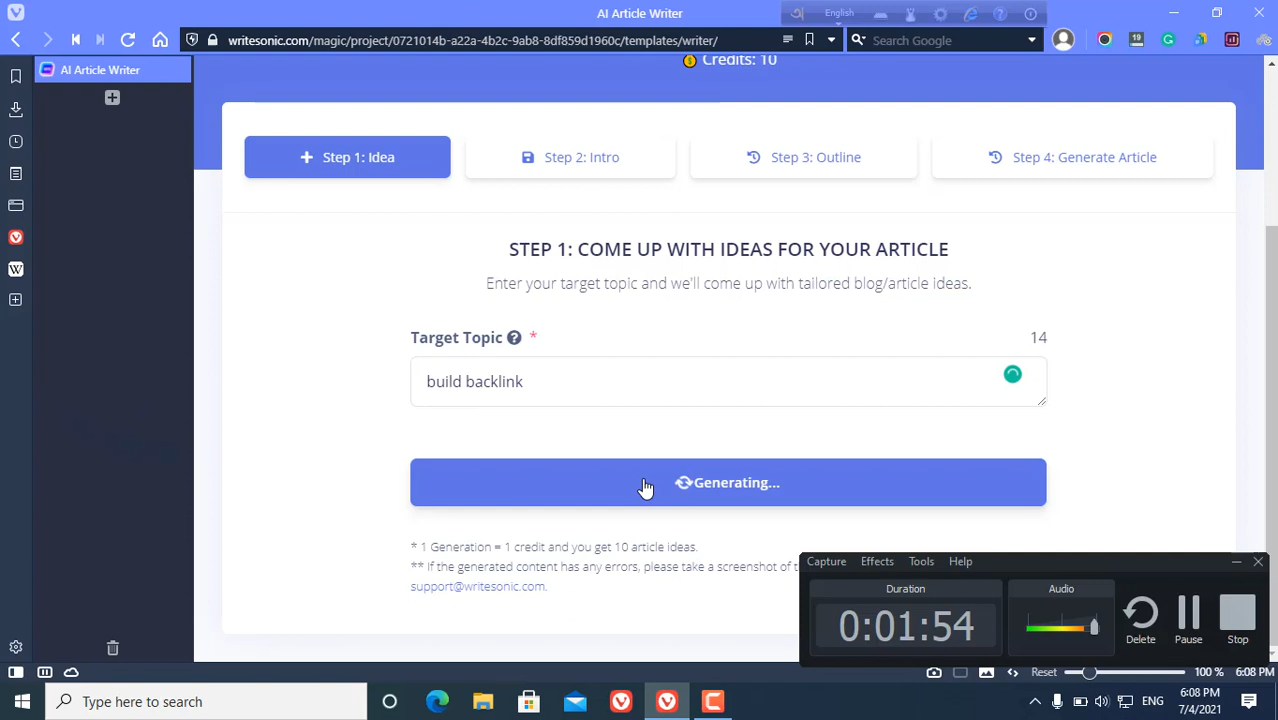 AI Article Writer
English
writesonic.com/magic/project/0721014b-a22a-4b2c-9ab8-8df859d1960c/templates/writer/
Search Google
19
AI Article Writer
Credits: 10
Step 1: Idea
Step 2: Intro
Step 3: Outline
Step 4: Generate Article
STEP 1: COME UP WITH IDEAS FOR YOUR ARTICLE
Enter your target topic and we'll come up with tailored blog/article ideas.
Target Topic *
14
build backlink
Generating...
* 1 Generation = 1 credit and you get 10 article ideas.
** If the generated content has any errors, please take a screenshot of t
support@writesonic.com.
Capture
Effects
Tools
Help
Duration
Audio
0:01:54
Delete
Pause
Stop
Reset
100 %
6:08 PM
Type here to search
ENG
6:08 PM
7/4/2021